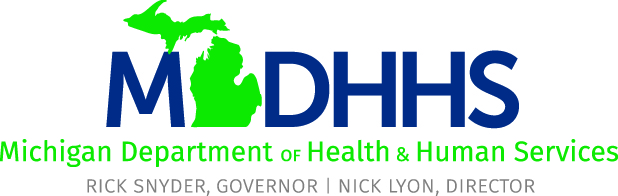 MDHHS
Michigan Department OF Health & Human Services
RICK SNYDER, GOVERNOR | NICK LYON, DIRECTOR